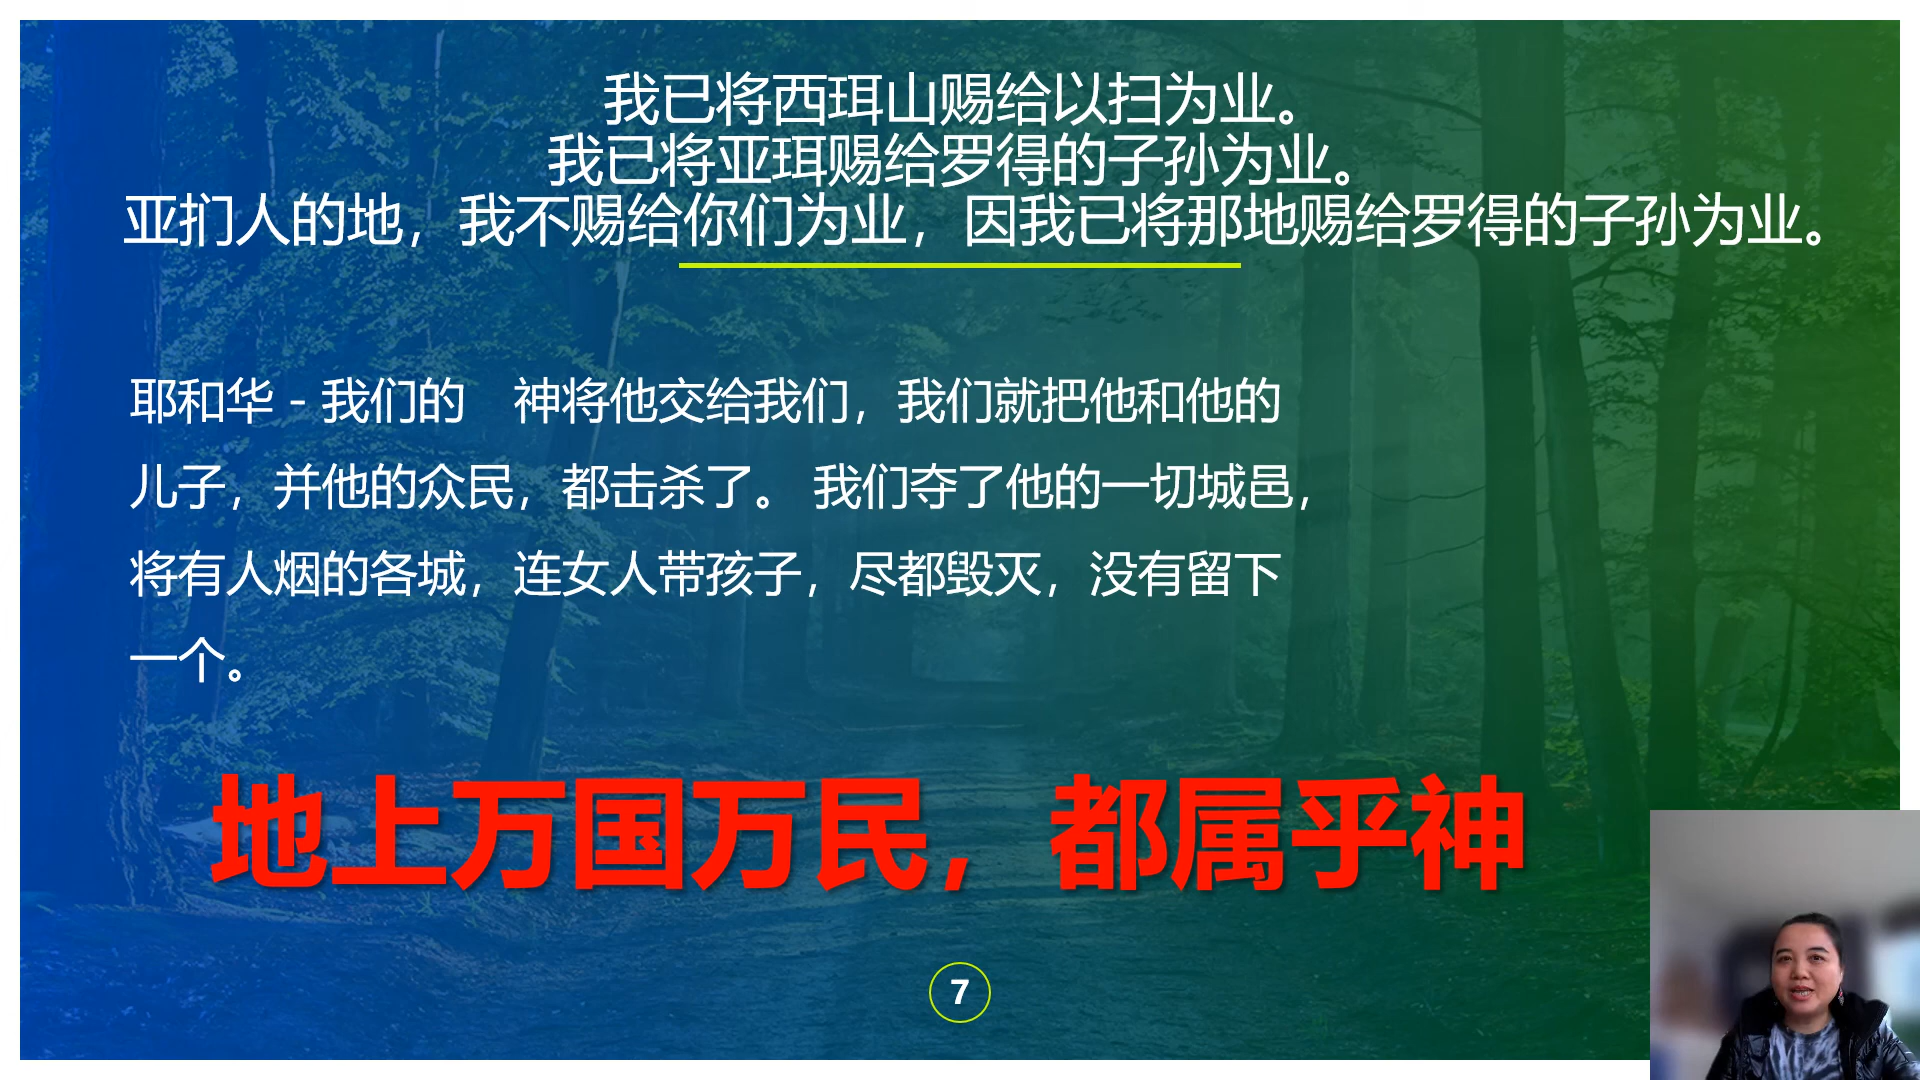 我已将西珥山赐给以扫为业。
我已将亚珥赐给罗得的子孙为业。
亚扪人的地，我不赐给你们为业，因我已将那地赐给罗得的子孙为业。
耶和华 - 我们的　神将他交给我们，我们就把他和他的
儿子，并他的众民，都击杀了。 我们夺了他的一切城邑，
将有人烟的各城，连女人带孩子，尽都毁灭，没有留下
一个。
地上万国万民，都属乎神
7